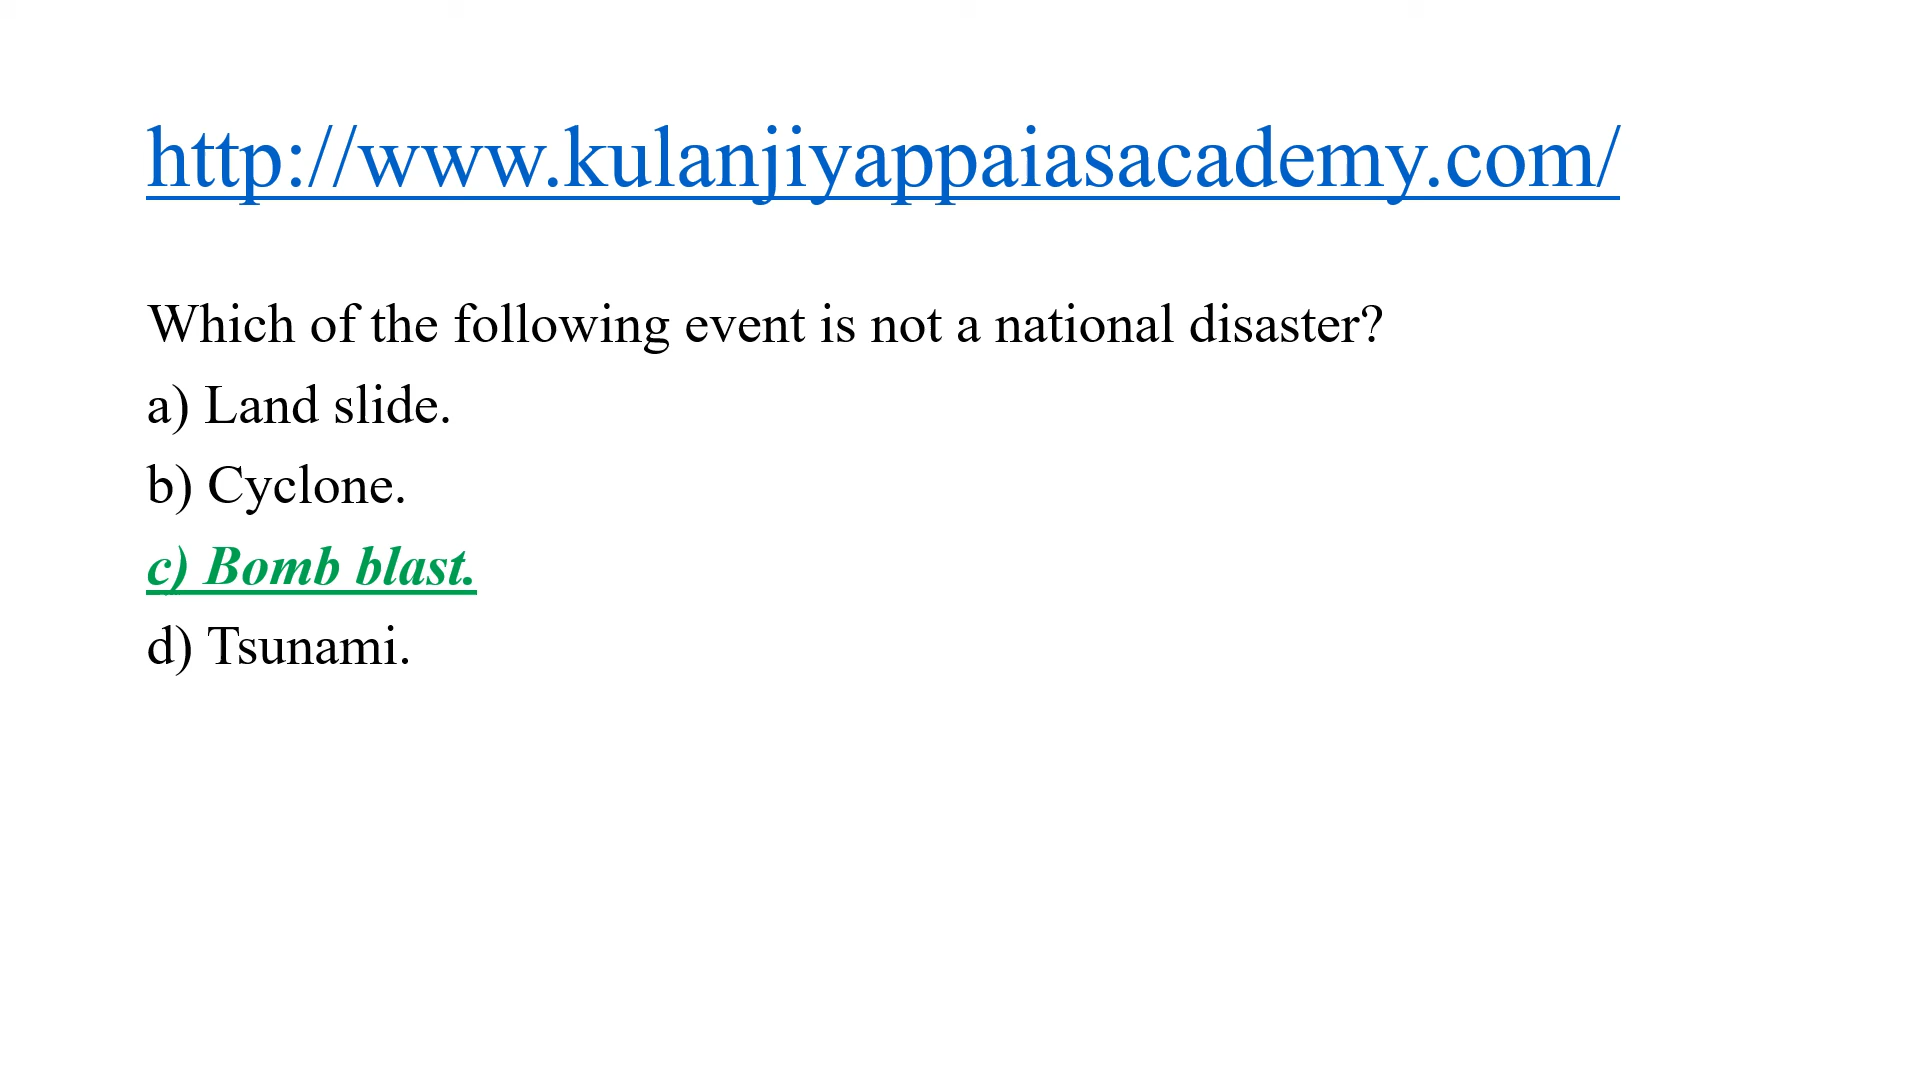 http://www.kulanjiyappaiasacademy.com/
Which of the following event is not a national disaster?
a) Land slide.
b) Cyclone.
c) Bomb blast.
d) Tsunami.